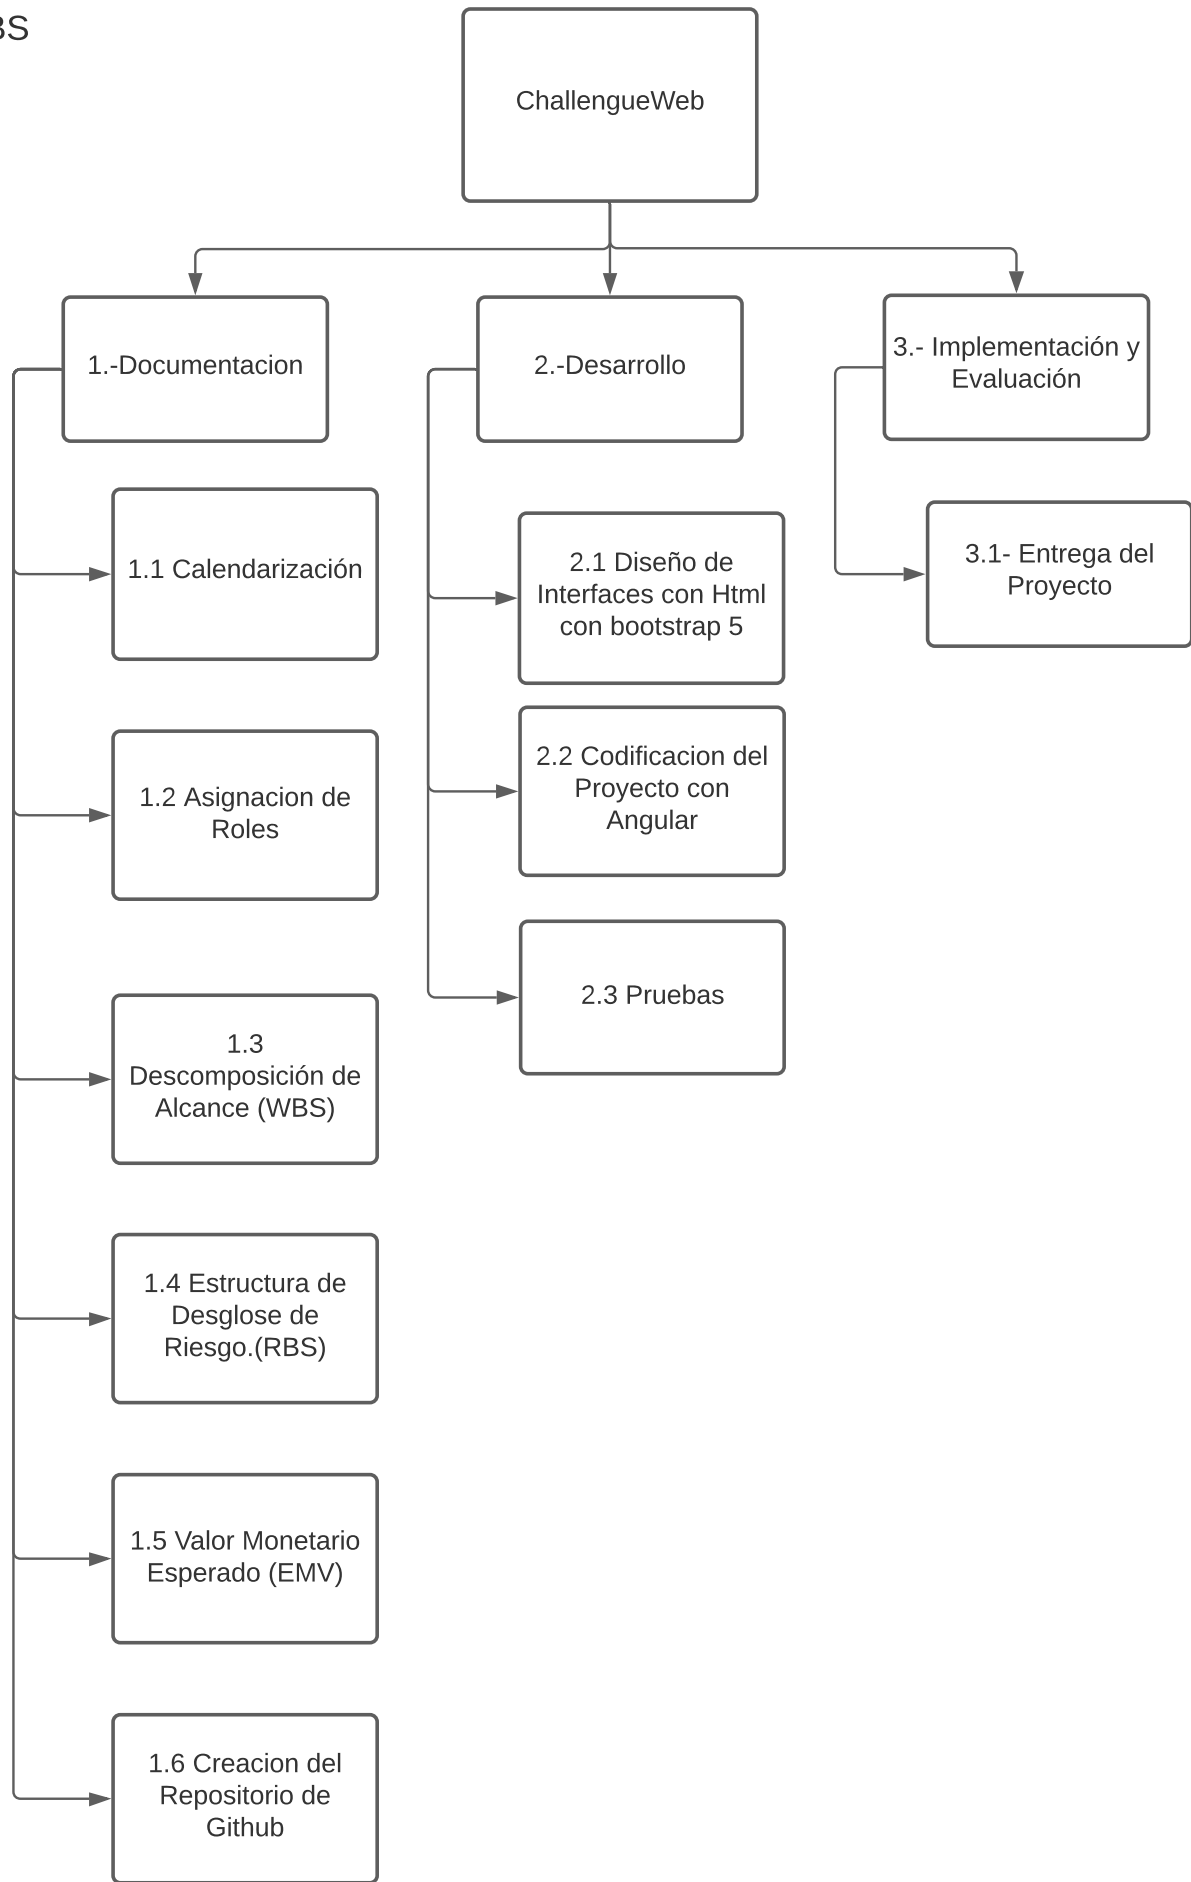 BS
ChallengueWeb
1.-Documentacion
2.-Desarrollo
3.- Implementación y
Evaluación
1.1 Calendarización
1.2 Asignacion de
Roles
1.3
Descomposición de
Alcance (WBS)
1.4 Estructura de
Desglose de
Riesgo.(RBS)
1.5 Valor Monetario
Esperado (EMV)
1.6 Creacion del
Repositorio de
Github
2.1 Diseño de
Interfaces con Html
con bootstrap 5
2.2 Codificacion del
Proyecto con
Angular
2.3 Pruebas
3.1- Entrega del
Proyecto